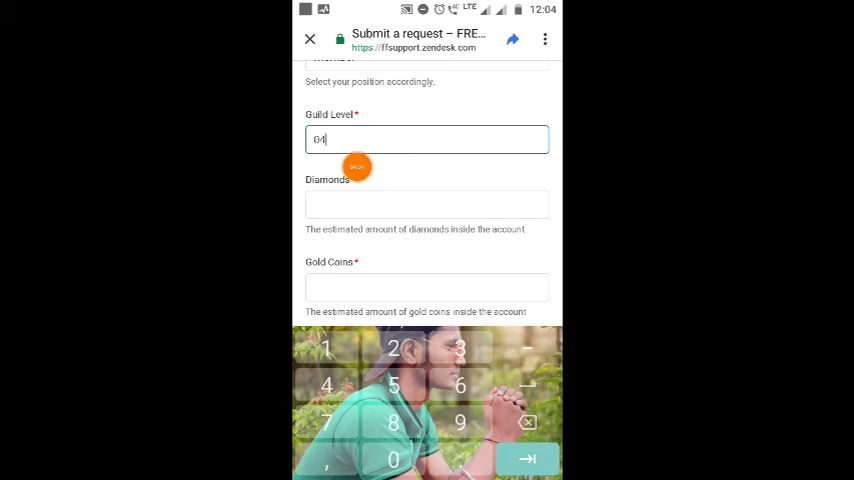 LTE 12:04
Submit a request – FRE...
https://ffsupport.zendesk.com
Select your position accordingly.
Guild Level*
04
Diamonds
The estimated amount of diamonds inside the account
Gold Coins*
The estimated amount of gold coins inside the account
1 2 3 -
4 5 6
7 8 9
, 0 .